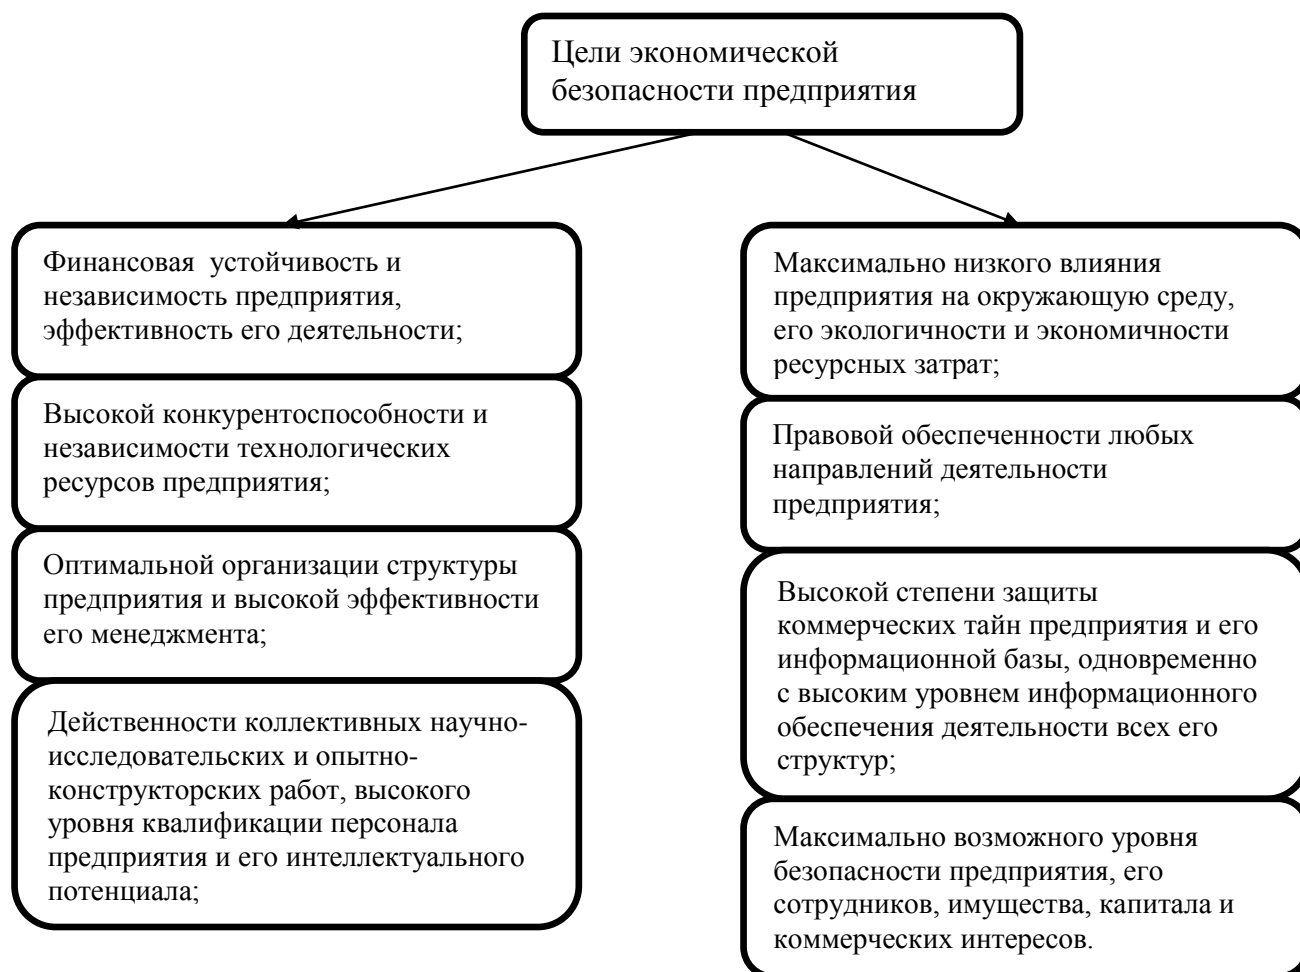 Цели экономической
безопасности предприятия
Финансовая устойчивость и
независимость предприятия,
эффективность его деятельности;
Высокой конкурентоспособности и
независимости технологических
ресурсов предприятия;
Оптимальной организации структуры
предприятия и высокой эффективности
его менеджмента;
Действенности коллективных научно-
исследовательских и опытно-
конструкторских работ, высокого
уровня квалификации персонала
предприятия и его интеллектуального
потенциала;
Максимально низкого влияния
предприятия на окружающую среду,
его экологичности и экономичности
ресурсных затрат;
Правовой обеспеченности любых
направлений деятельности
предприятия;
Высокой степени защиты
коммерческих тайн предприятия и его
информационной базы, одновременно
с высоким уровнем информационного
обеспечения деятельности всех его
структур;
Максимально возможного уровня
безопасности предприятия, его
сотрудников, имущества, капитала и
коммерческих интересов.